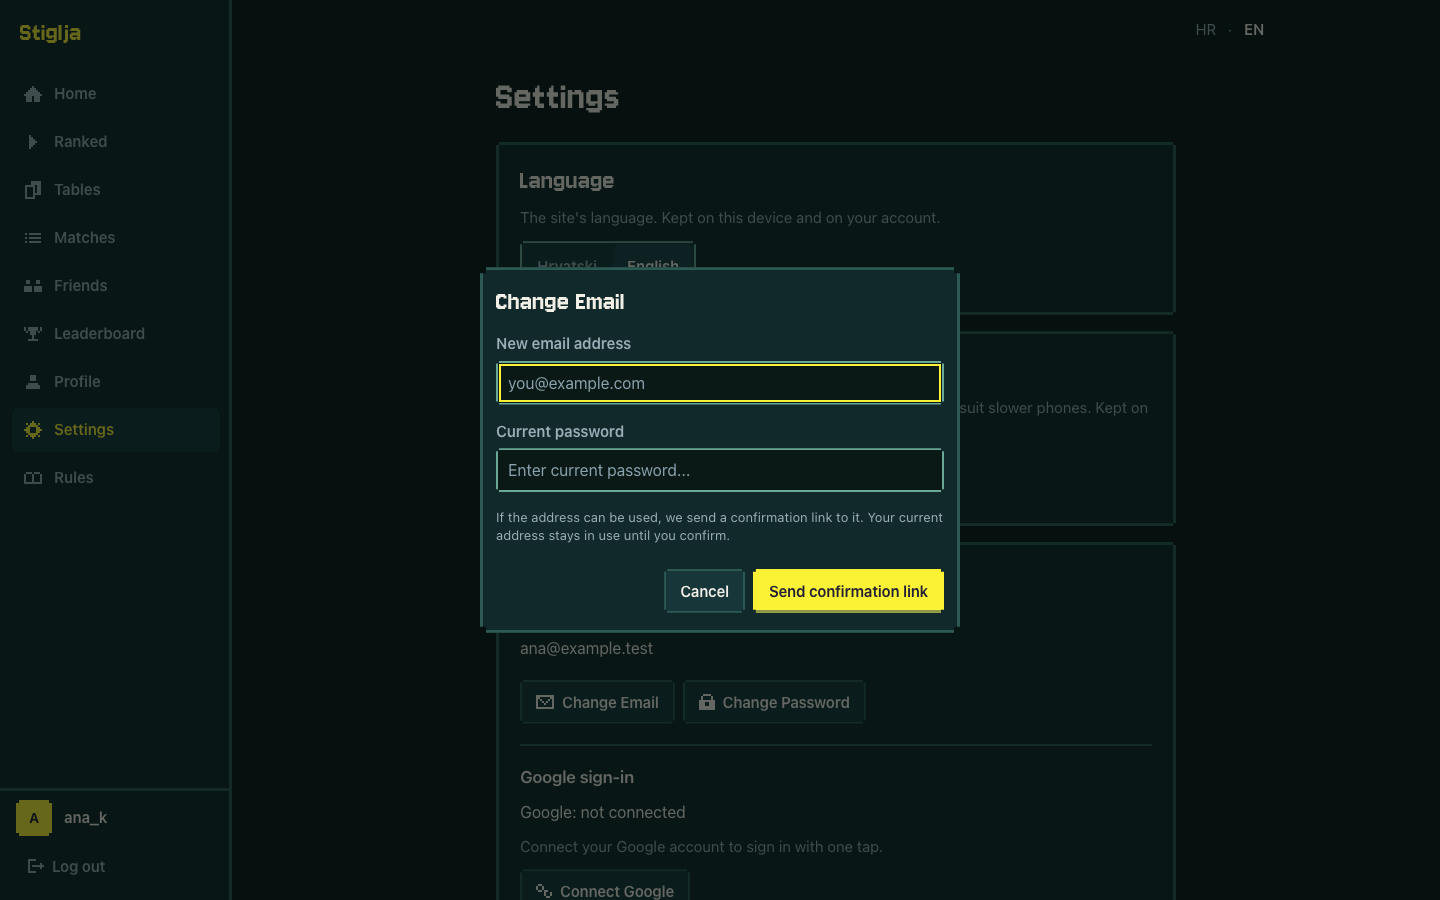 Stiglja
Home
Ranked
Tables
Matches
Friends
Leaderboard
Profile
Settings
Rules
A
ana_k
Log out
HR · EN
Settings
Language
The site's language. Kept on this device and on your account.
Hrvatski English
suit slower phones. Kept on
Change Email
New email address
you@example.com
Current password
Enter current password...
If the address can be used, we send a confirmation link to it. Your current
address stays in use until you confirm.
Cancel Send confirmation link
ana@example.test
Change Email Change Password
Google sign-in
Google: not connected
Connect your Google account to sign in with one tap.
Connect Google